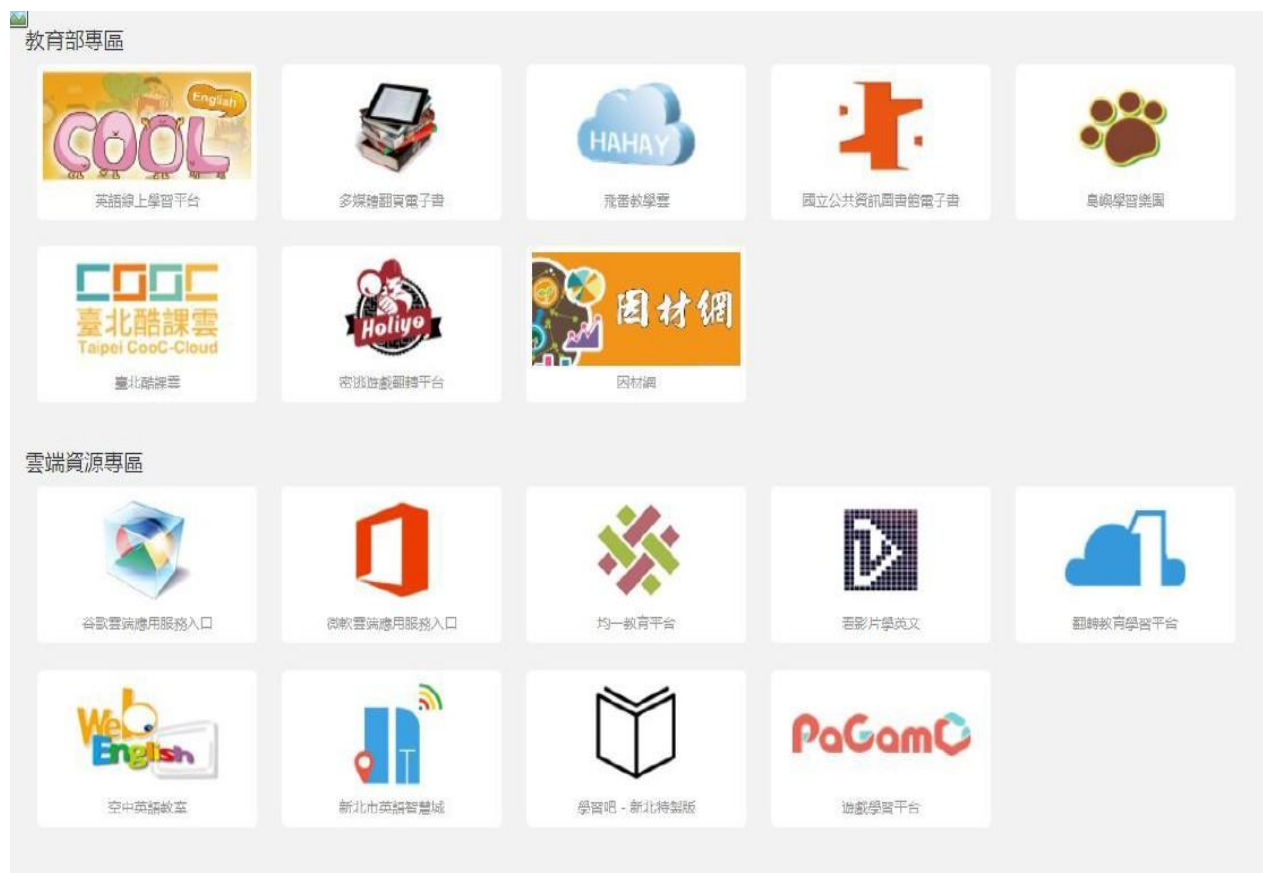 教育部專區
English
COOL
英語線上學習平台
多媒體翻頁電子書
HAHAY
飛番教學雲
國立公共資訊圖書館電子書
島嶼學習樂園
COOC
臺北酷課雲
Taipei CooC-Cloud
臺北酷課雲
Holiyo
密逃遊戲翻轉平台
因材網
因材網
雲端資源專區
谷歌雲端應用服務入口
微軟雲端應用服務入口
均一教育平台
看影片學英文
1
翻轉教育學習平台
Web
English
空中英語教室
T
新北市英語智慧城
學習吧 - 新北特製版
PaGamO
遊戲學習平台